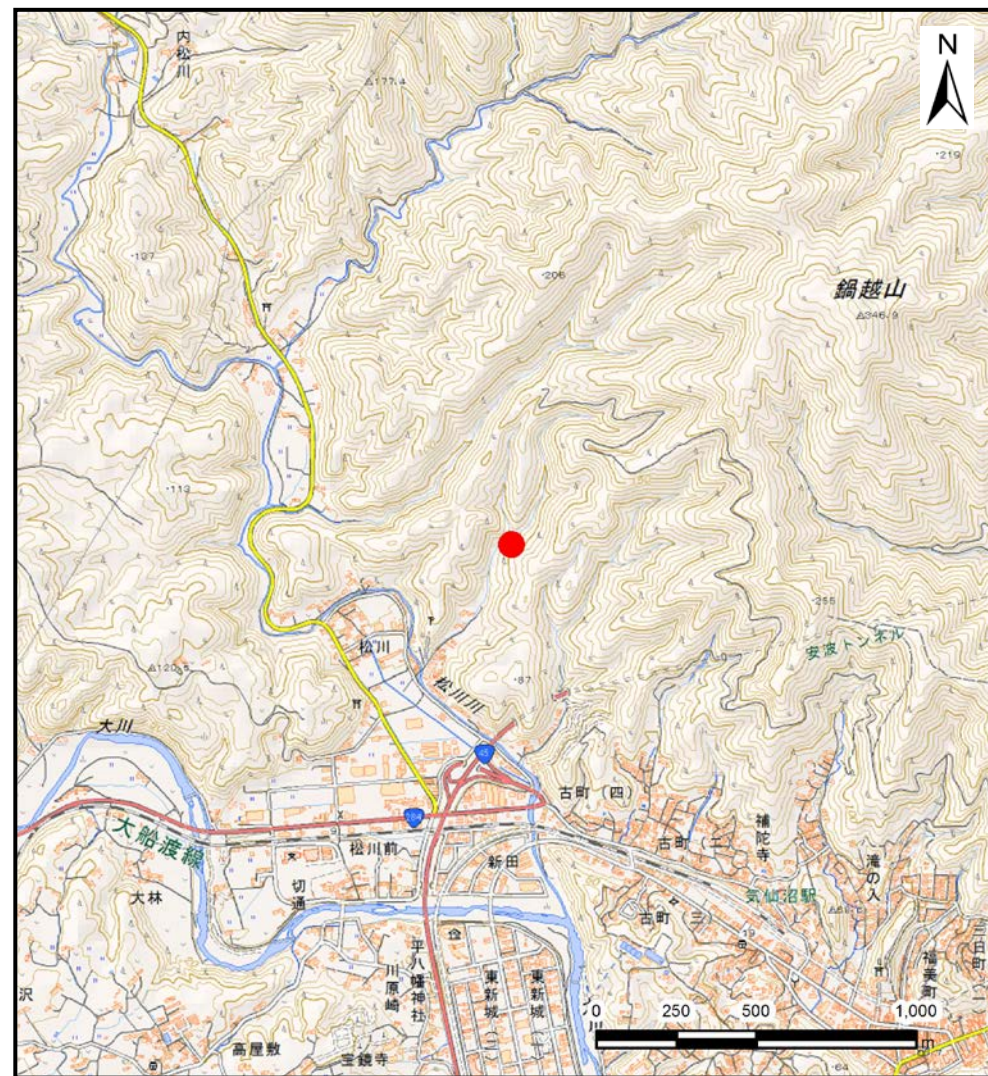 内松川
△177.4
N
・219
・137
・206
鍋越山
△346.9
・113
・255
安波トンネル
松川
△120.5
松川川
・87
大川
45
古町（四）
284
大船渡線
松川前
新田
古町（二）
補陀寺
滝の入
大林
切通
気仙沼駅
古町（三）
・19
三日町
福美町
川原崎
平八幡神社
東新城（二）
東新城（一）
沢
高屋敷
宝鏡寺
・64
0 250 500 1,000
m